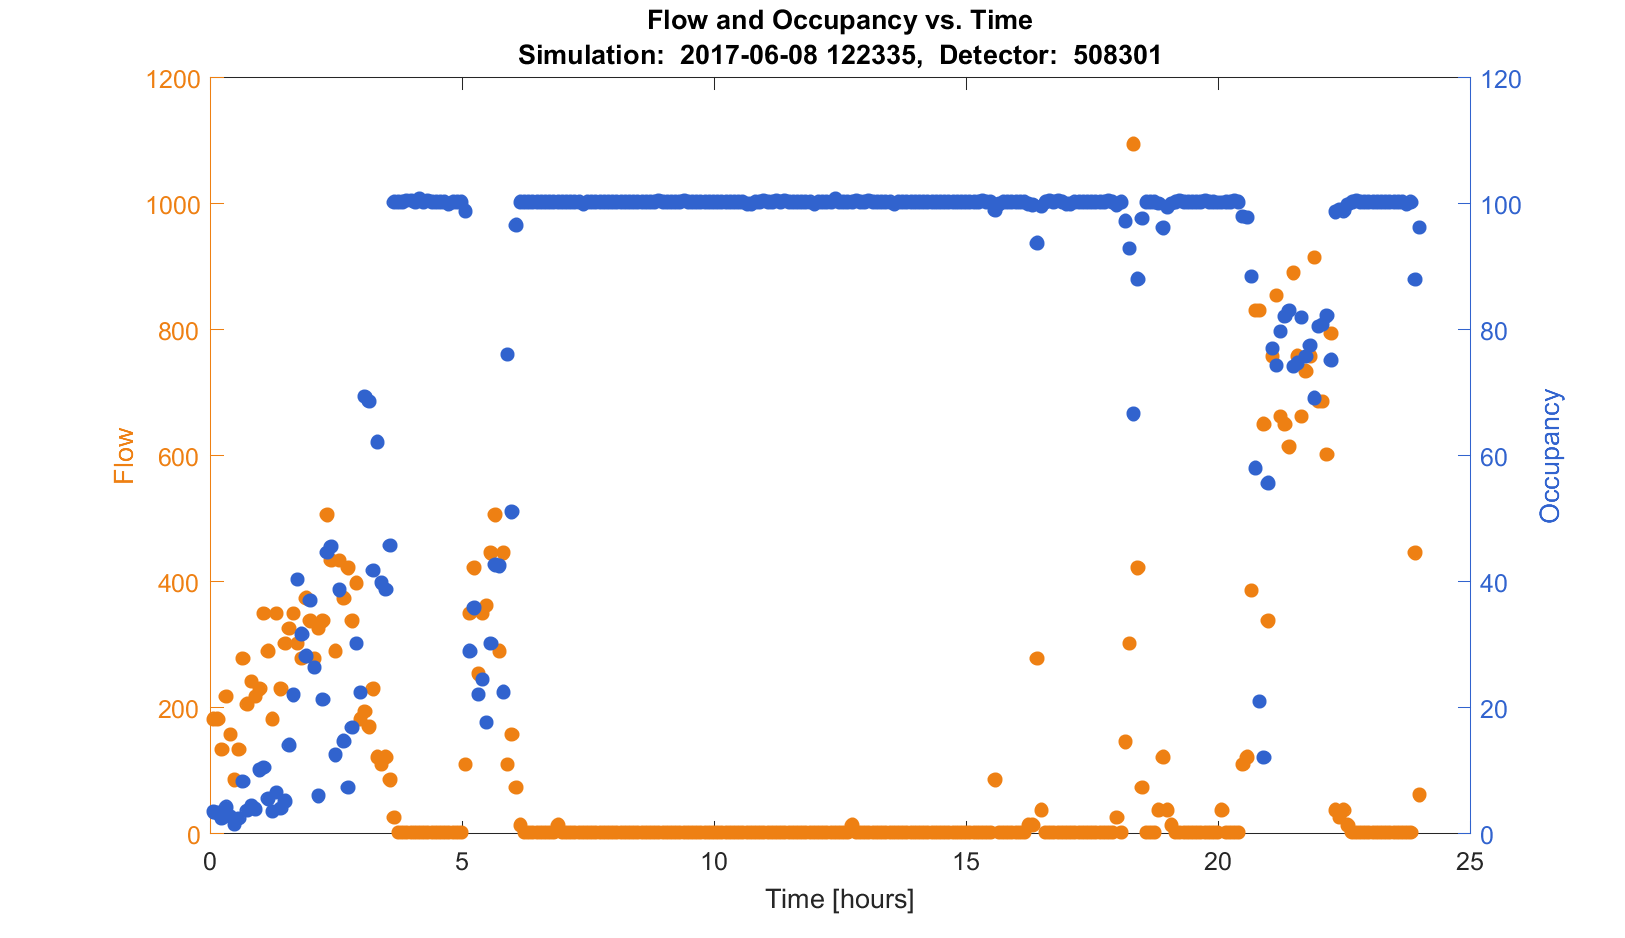 Flow and Occupancy vs. Time
Simulation:  2017-06-08 122335,  Detector:  508301
1200
1000
800
600
400
200
0
Flow
120
100
80
60
40
20
0
Occupancy
0 5 10 15 20 25
Time [hours]